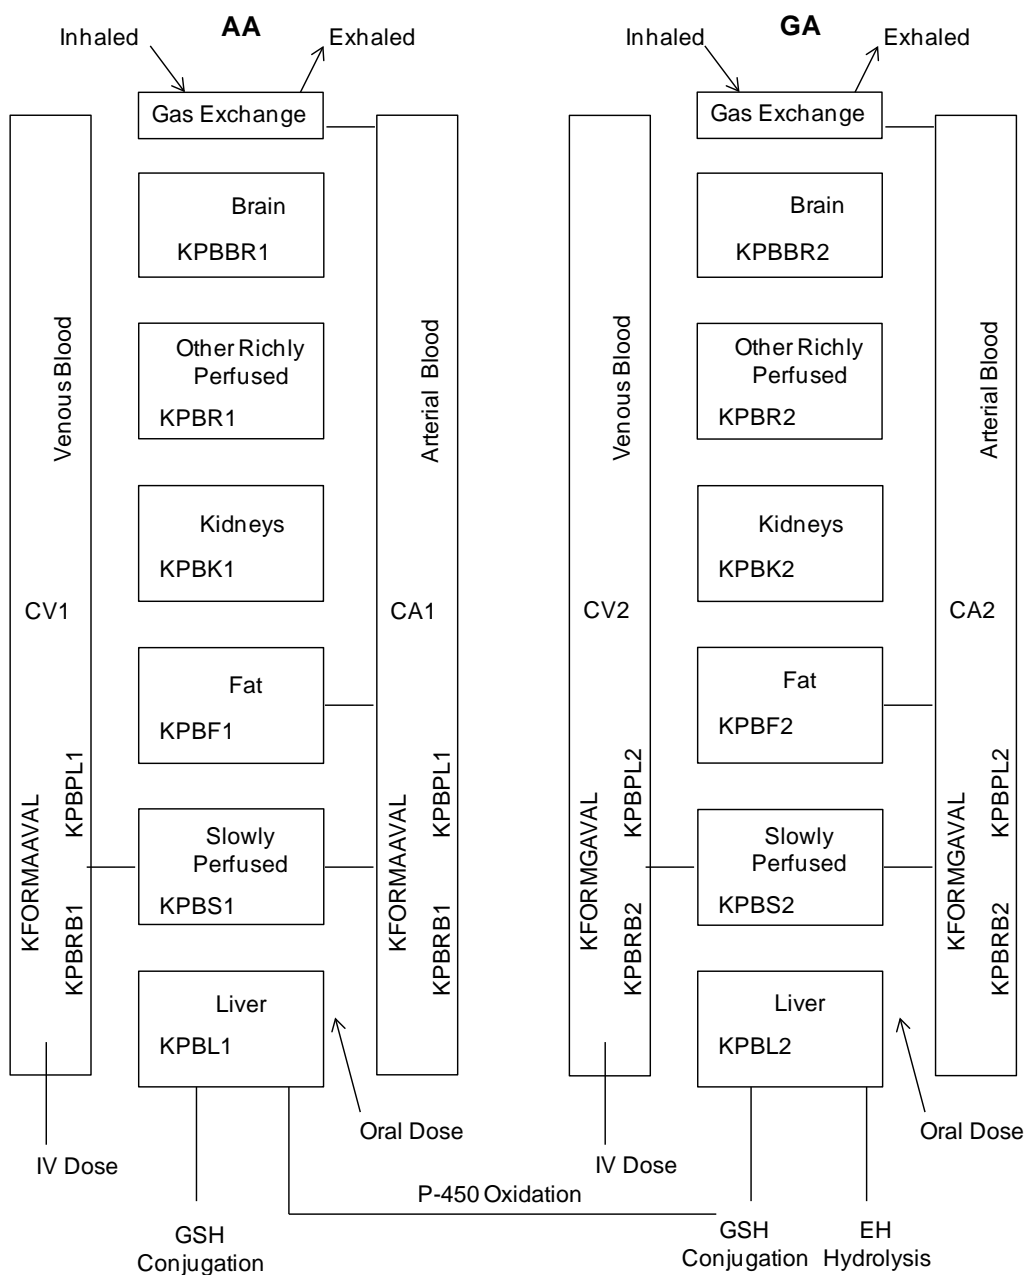 AA
Inhaled
Exhaled
Gas Exchange
Brain
KPBBR1
Other Richly
Perfused
KPBR1
Kidneys
KPBK1
Fat
KPBF1
Slowly
Perfused
KPBS1
Liver
KPBL1
Venous Blood
CV1
KFORMAAVAL
KPBPL1
KPBRB1
Arterial Blood
CA1
KFORMAAVAL
KPBPL1
KPBRB1
IV Dose
Oral Dose
GSH
Conjugation
P-450 Oxidation
GA
Inhaled
Exhaled
Gas Exchange
Brain
KPBBR2
Other Richly
Perfused
KPBR2
Kidneys
KPBK2
Fat
KPBF2
Slowly
Perfused
KPBS2
Liver
KPBL2
Venous Blood
CV2
KFORMGAVAL
KPBPL2
KPBRB2
Arterial Blood
CA2
KFORMGAVAL
KPBPL2
KPBRB2
IV Dose
Oral Dose
GSH
Conjugation
EH
Hydrolysis